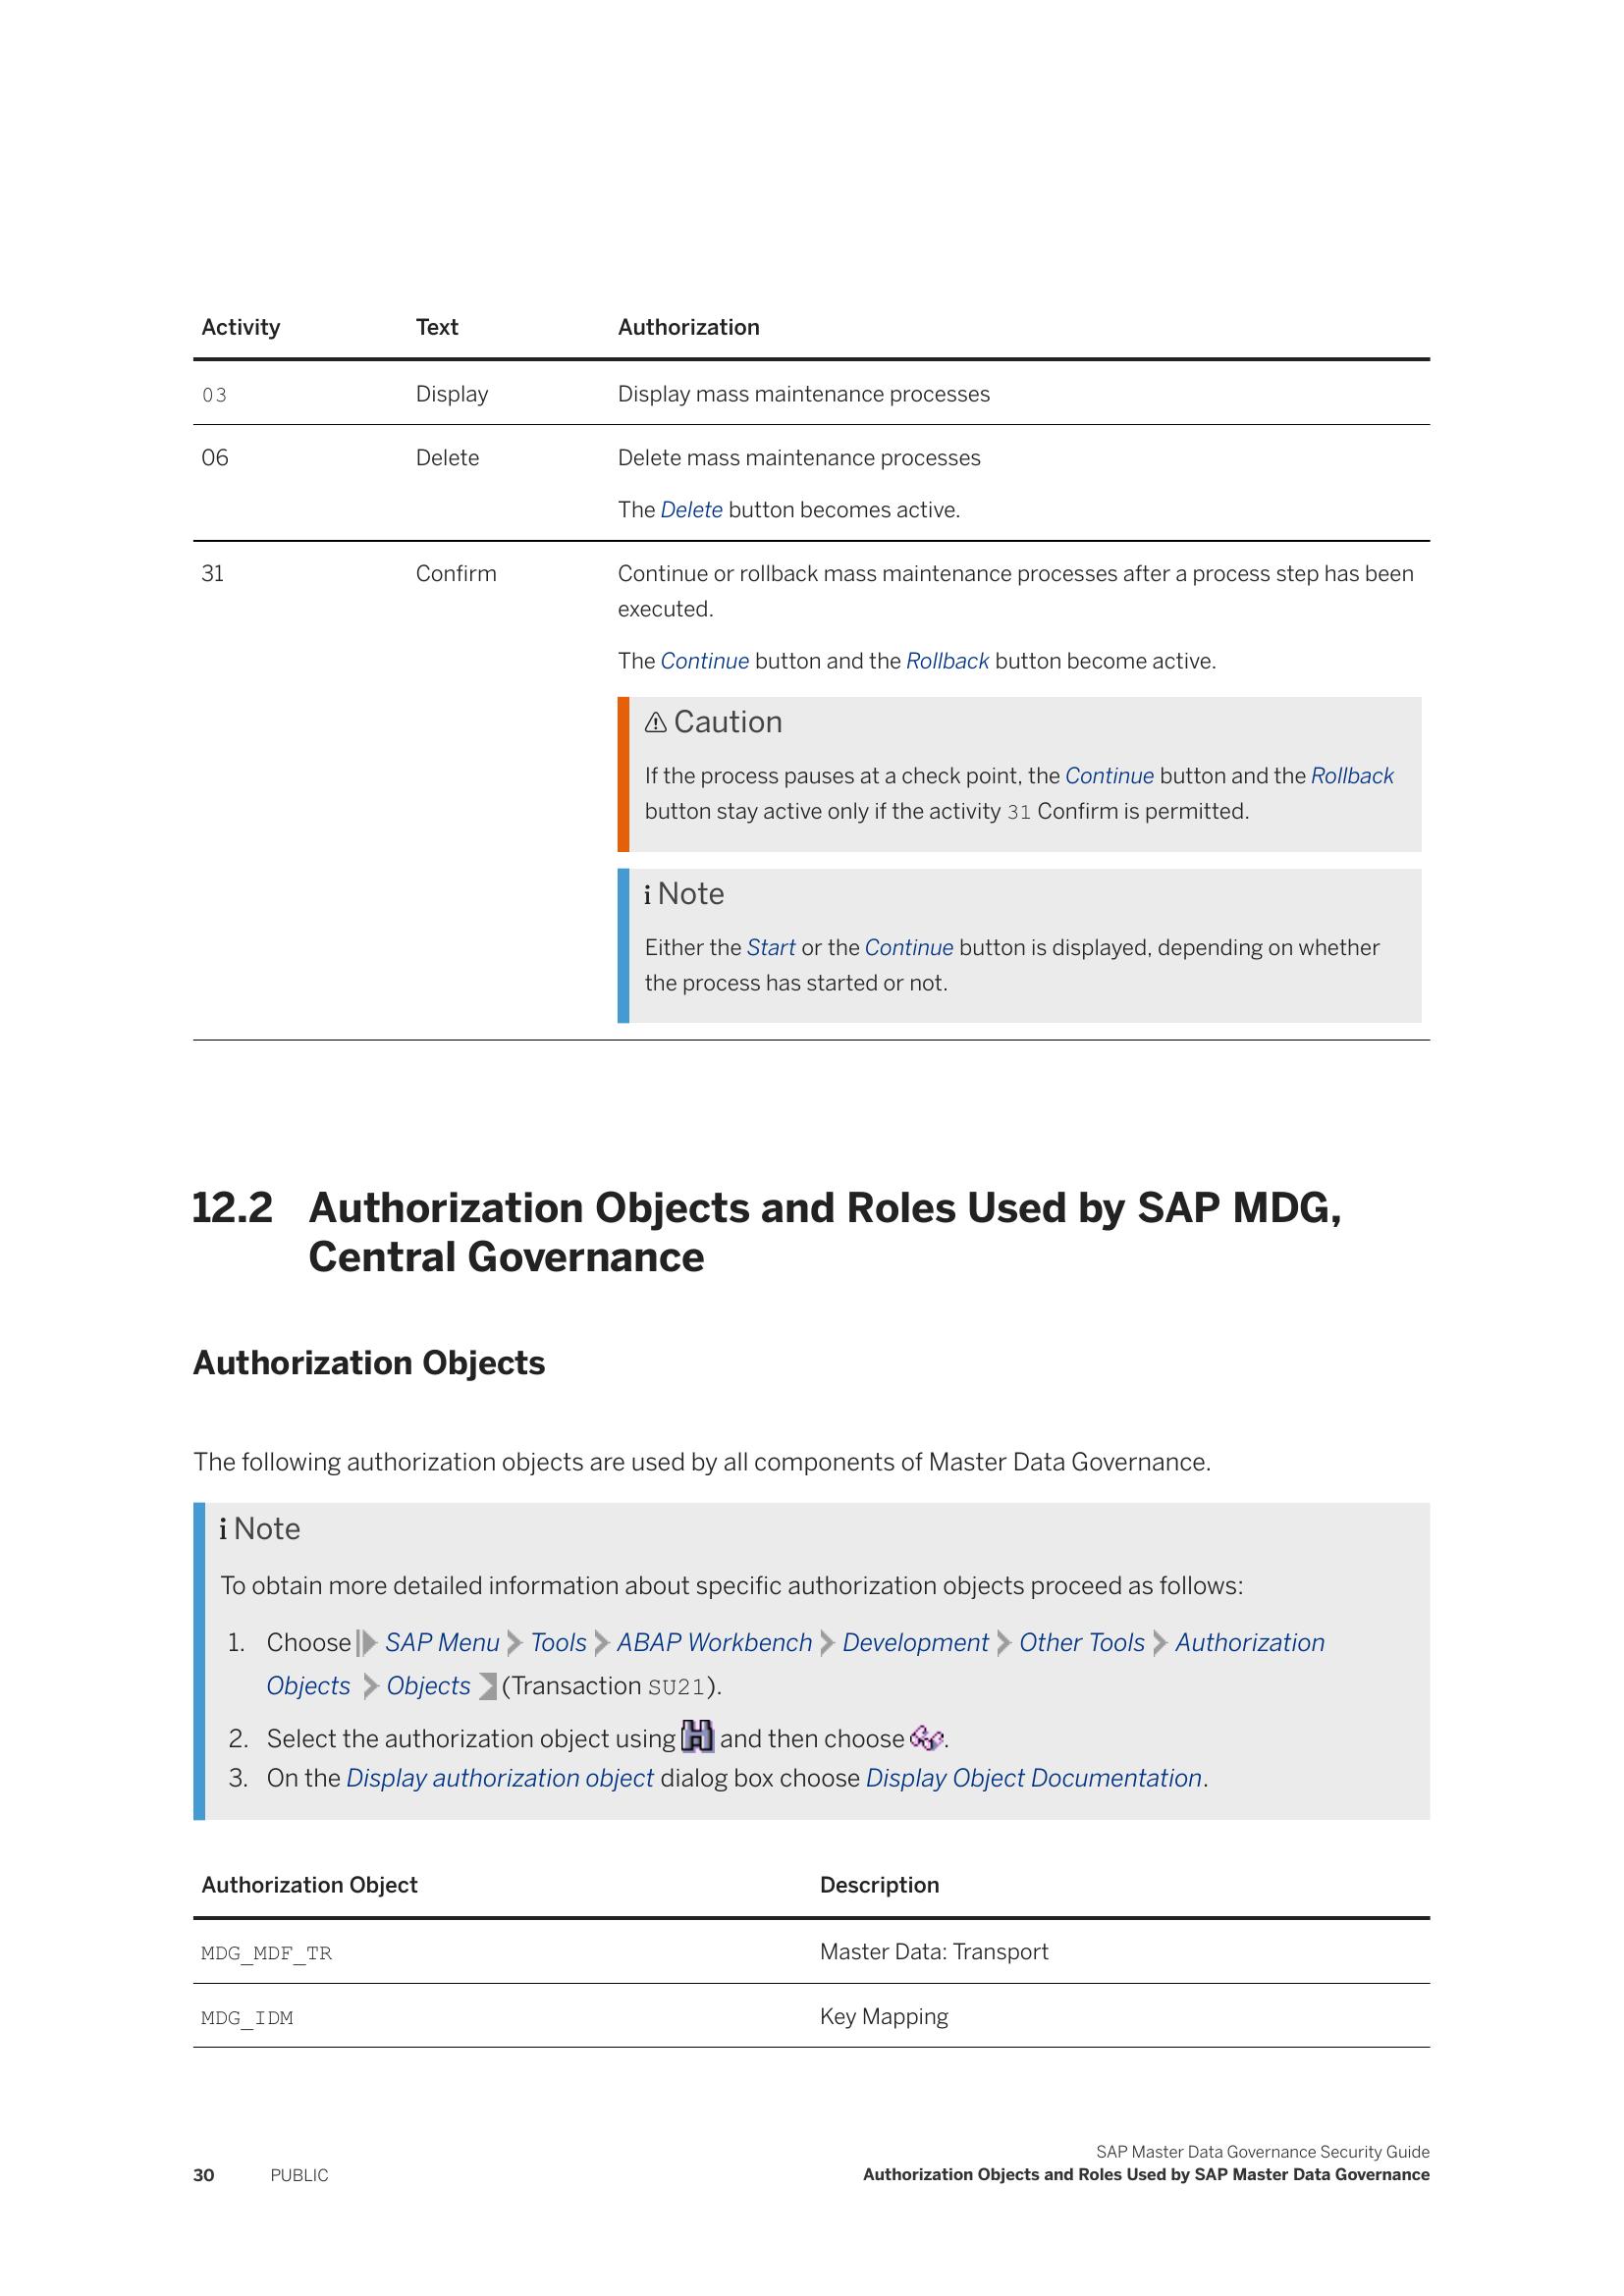 Activity Text Authorization
03 Display Display mass maintenance processes
06 Delete Delete mass maintenance processes
The Delete button becomes active.
31 Confirm Continue or rollback mass maintenance processes after a process step has been
executed.
The Continue button and the Rollback button become active.
Caution
If the process pauses at a check point, the Continue button and the Rollback
button stay active only if the activity 31 Confirm is permitted.
i Note
Either the Start or the Continue button is displayed, depending on whether
the process has started or not.
12.2 Authorization Objects and Roles Used by SAP MDG,
Central Governance
Authorization Objects
The following authorization objects are used by all components of Master Data Governance.
i Note
To obtain more detailed information about specific authorization objects proceed as follows:
1. Choose SAP Menu Tools ABAP Workbench Development Other Tools Authorization
Objects Objects (Transaction SU21).
2. Select the authorization object using and then choose .
3. On the Display authorization object dialog box choose Display Object Documentation.
Authorization Object Description
MDG_MDF_TR Master Data: Transport
MDG_IDM Key Mapping
SAP Master Data Governance Security Guide
30 PUBLIC Authorization Objects and Roles Used by SAP Master Data Governance